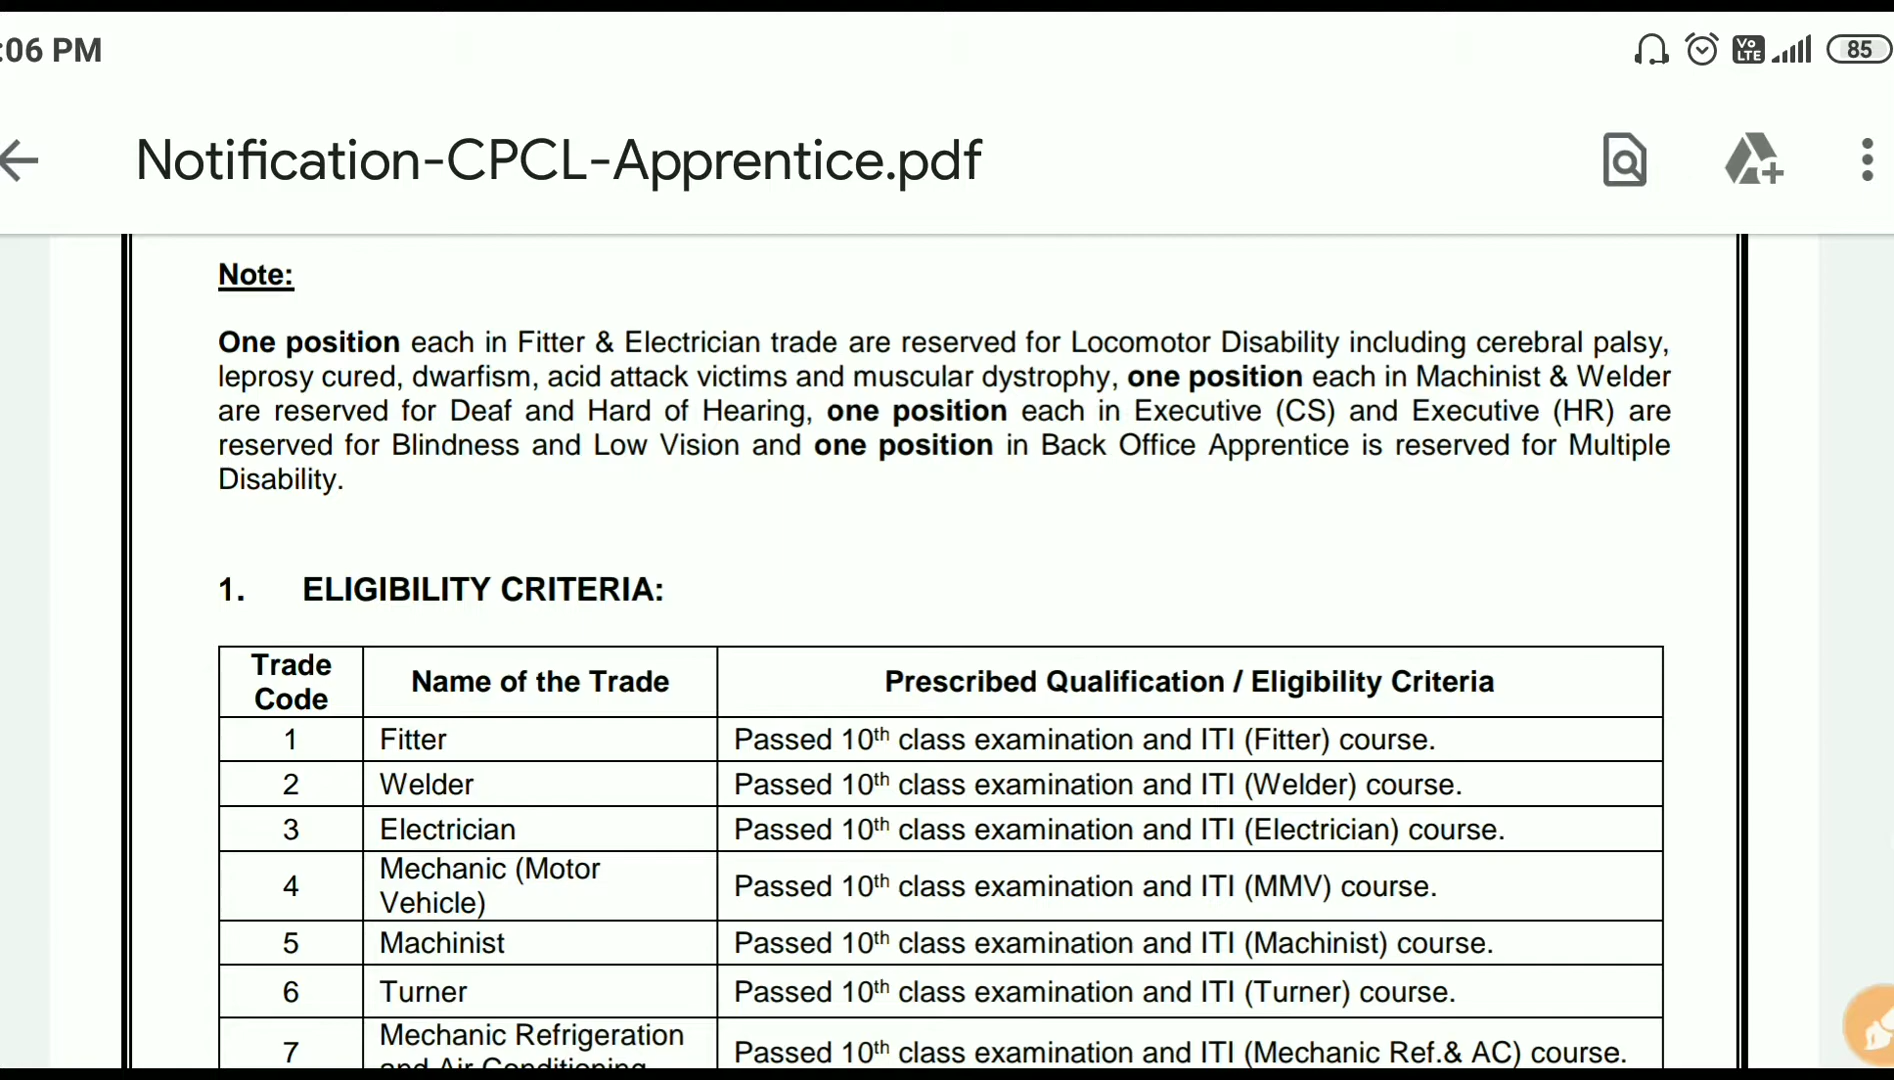 :06 PM
Vo LTE
85
Notification-CPCL-Apprentice.pdf
Note:
One position each in Fitter & Electrician trade are reserved for Locomotor Disability including cerebral palsy,
leprosy cured, dwarfism, acid attack victims and muscular dystrophy, one position each in Machinist & Welder
are reserved for Deaf and Hard of Hearing, one position each in Executive (CS) and Executive (HR) are
reserved for Blindness and Low Vision and one position in Back Office Apprentice is reserved for Multiple
Disability.
1. ELIGIBILITY CRITERIA:
Trade Code Name of the Trade Prescribed Qualification / Eligibility Criteria
1 Fitter Passed 10th class examination and ITI (Fitter) course.
2 Welder Passed 10th class examination and ITI (Welder) course.
3 Electrician Passed 10th class examination and ITI (Electrician) course.
4 Mechanic (Motor Vehicle) Passed 10th class examination and ITI (MMV) course.
5 Machinist Passed 10th class examination and ITI (Machinist) course.
6 Turner Passed 10th class examination and ITI (Turner) course.
7 Mechanic Refrigeration and Air Conditioning Passed 10th class examination and ITI (Mechanic Ref.& AC) course.